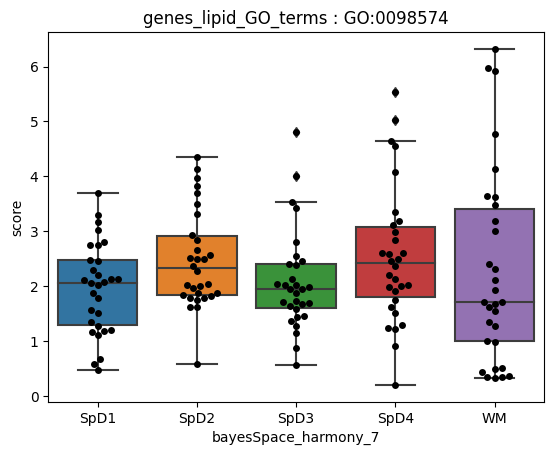 genes_lipid_GO_terms : GO:0098574
score
6
5
4
3
2
1
0
SpD1 SpD2 SpD3 SpD4 WM
bayesSpace_harmony_7